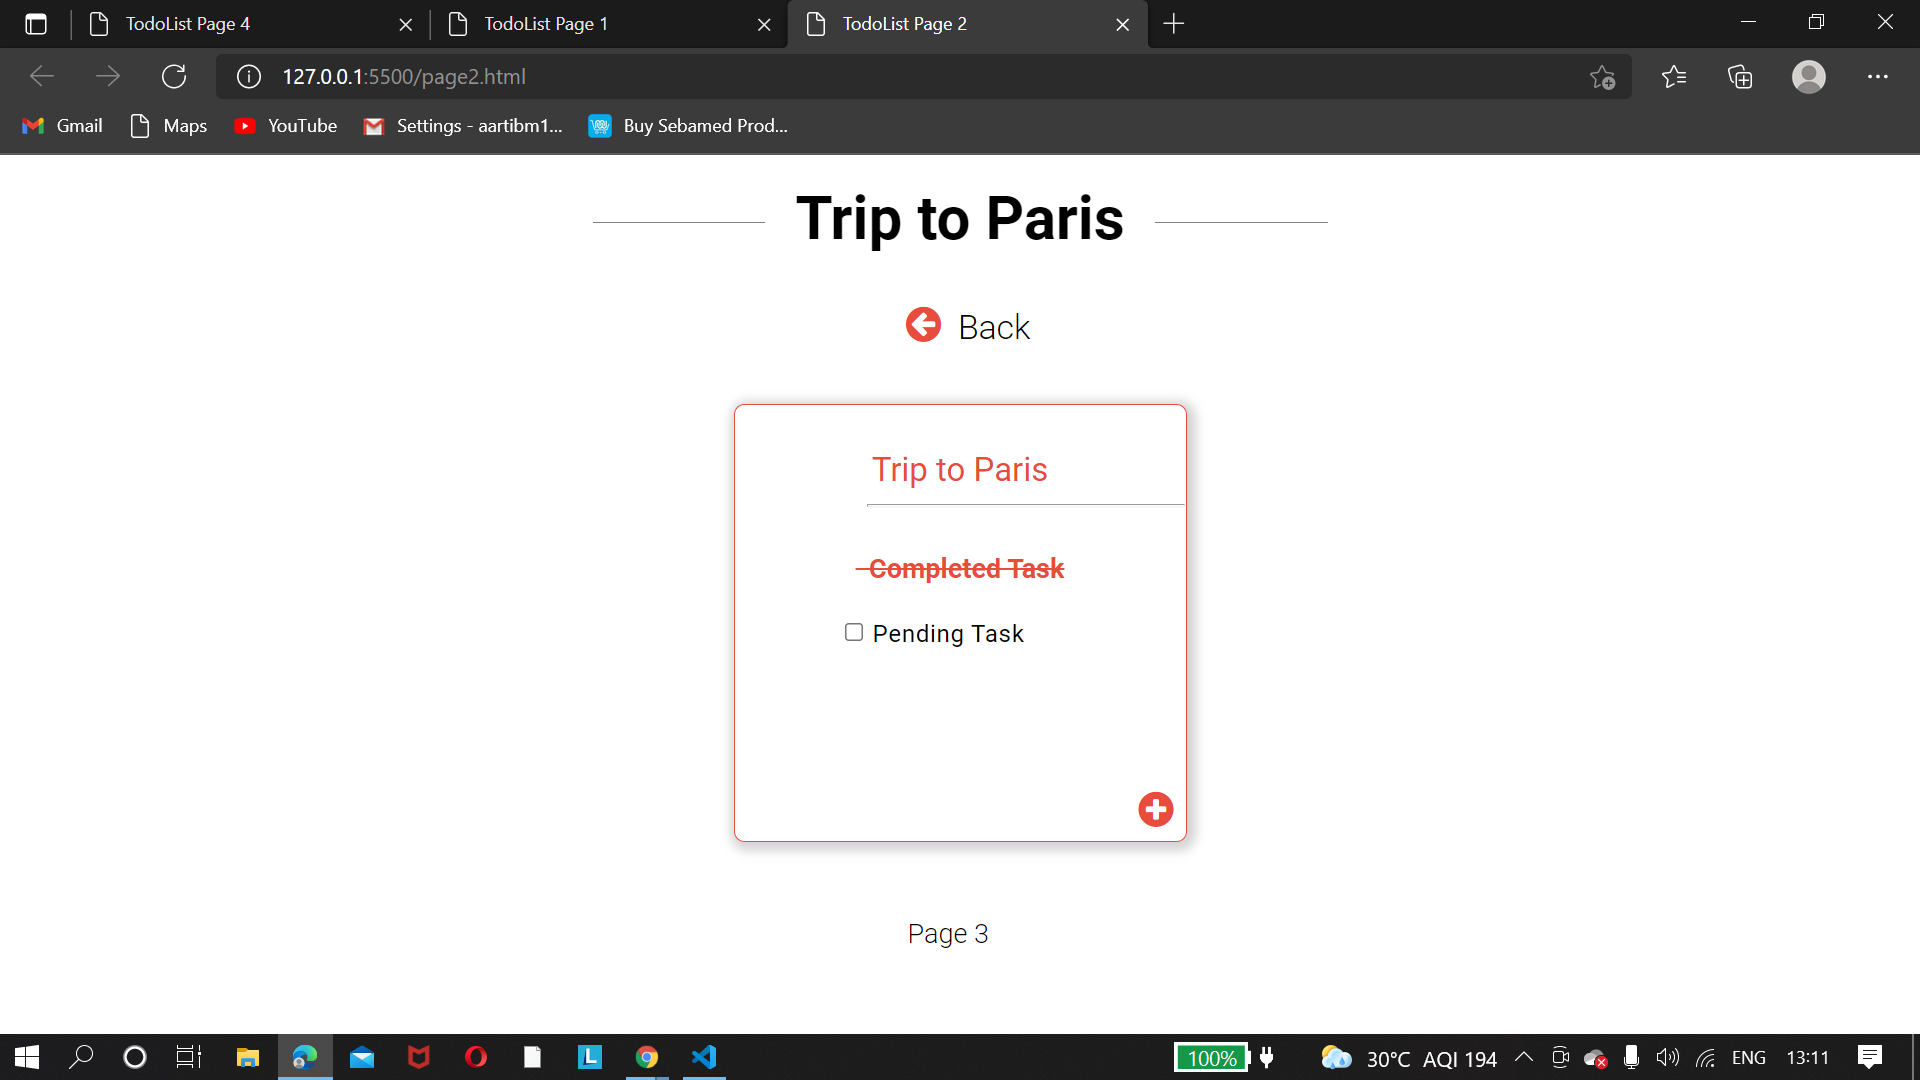 TodoList Page 4
TodoList Page 1
TodoList Page 2
127.0.0.1:5500/page2.html
Gmail
Maps
YouTube
Settings - aartibm1...
Buy Sebamed Prod...
Trip to Paris
Back
Trip to Paris
Completed Task
Pending Task
Page 3
L
100%
30°C AQI 194
ENG
13:11